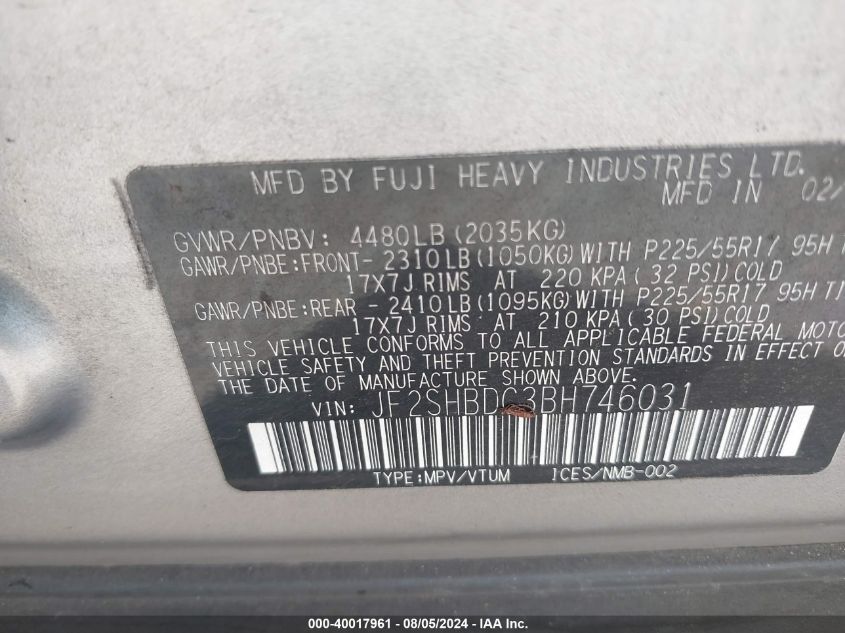 MFD BY FUJI HEAVY INDUSTRIES LTD.
MFD IN 02/
GVWR/PNBV: 4480LB(2035KG)
GAWR/PNBE:FRONT- 2310LB(1050KG)WITH P225/55R17 95H
17X7J RIMS AT 220 KPA( 32 PSI)COLD
GAWR/PNBE:REAR - 2410LB(1095KG)WITH P225/55R17 95H
17X7J RIMS AT 210 KPA( 30 PSI)COLD
THIS VEHICLE CONFORMS TO ALL APPLICABLE FEDERAL MOTO
VEHICLE SAFETY AND THEFT PREVENTION STANDARDS IN EFFECT O
THE DATE OF MANUFACTURE SHOWN ABOVE.
VIN: JF2SHBDC3BH746031
TYPE:MPV/VTUM ICES/NMB-002
000-40017961 - 08/05/2024 - IAAI Inc.